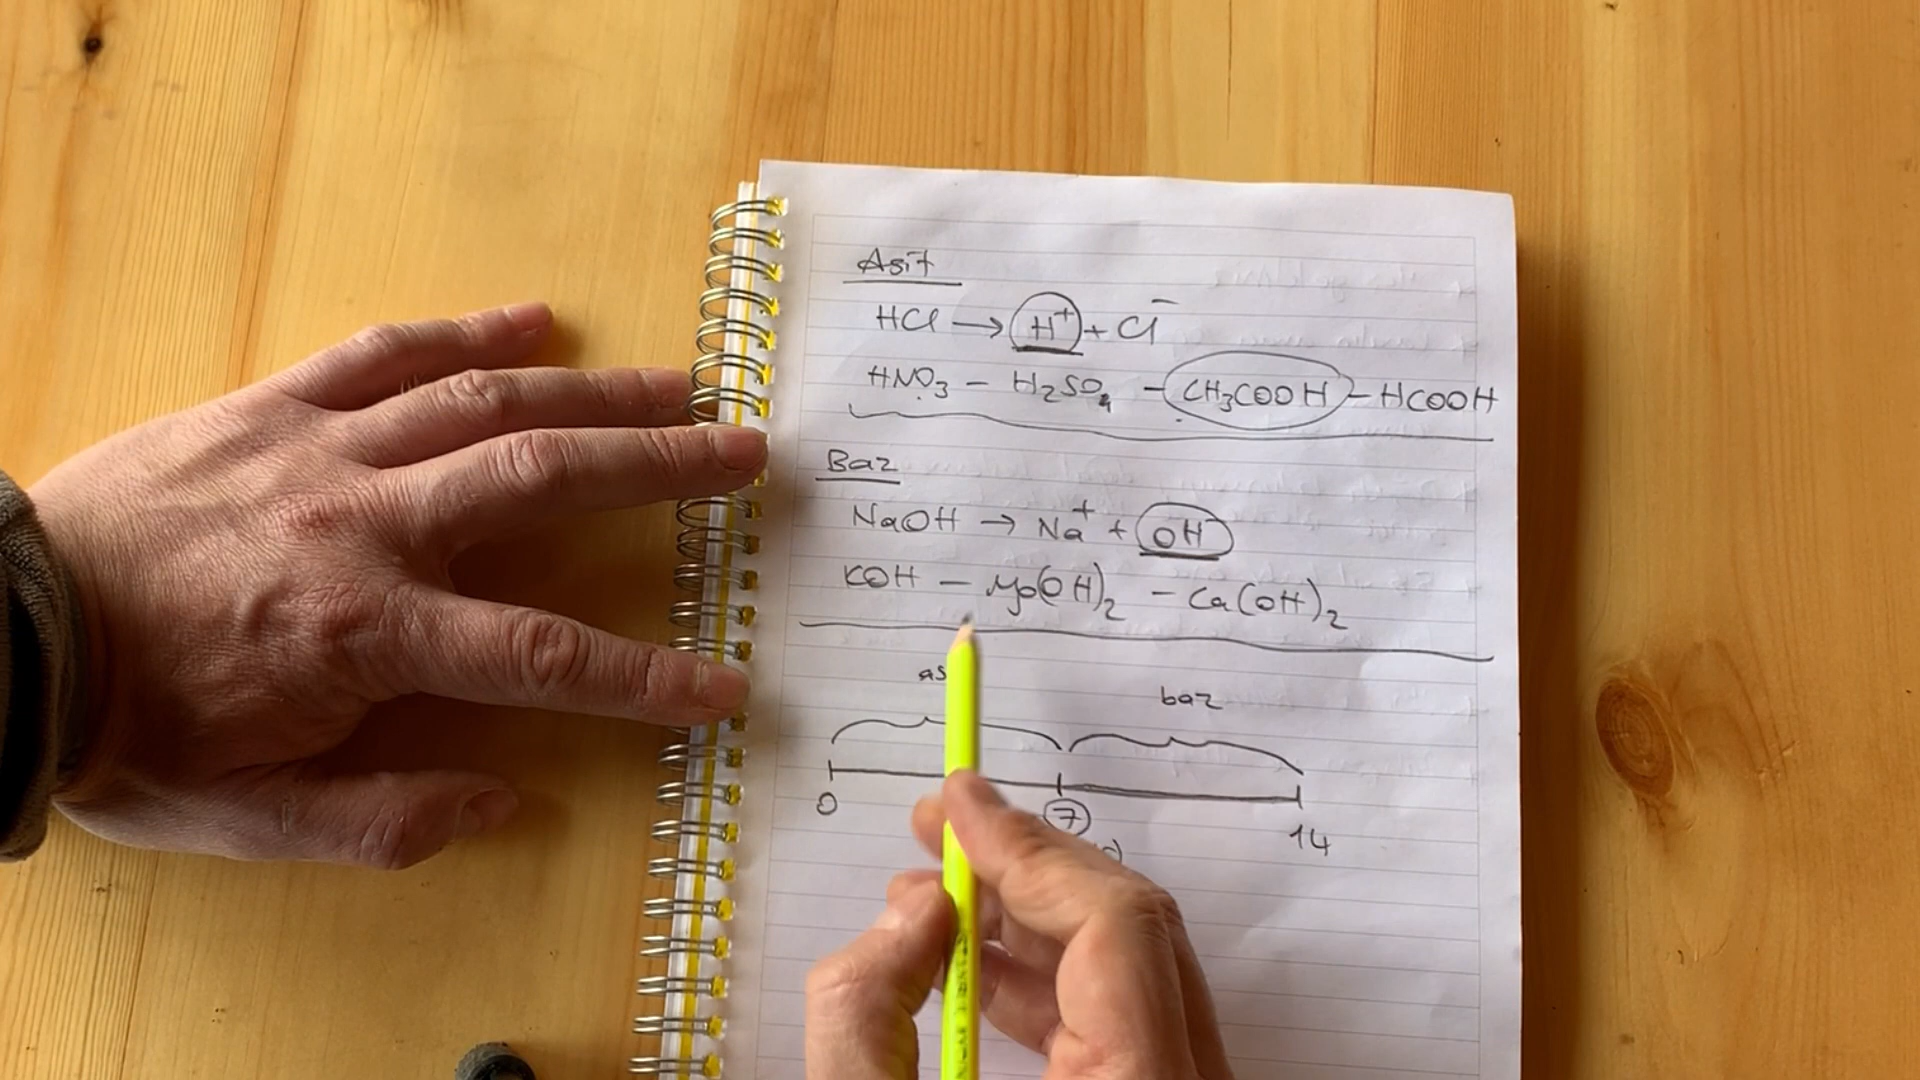 Asit
HCl → H⁺ + Cl⁻
HNO₃ - H₂SO₄ - CH₃COOH - HCOOH
Baz
NaOH → Na⁺ + OH⁻
KOH - Mg(OH)₂ - Ca(OH)₂
baz
0 7 14